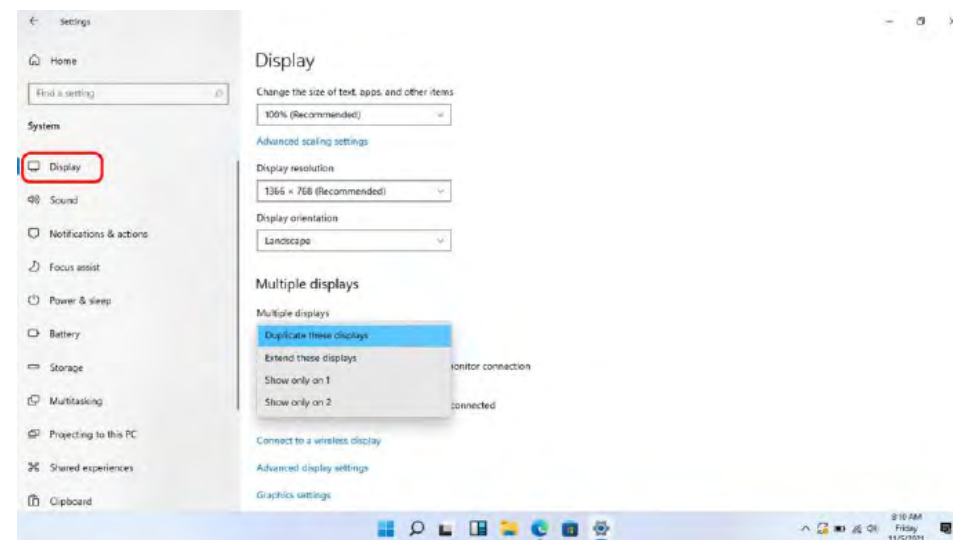 Settings
Home
Find a setting
System
Display
Sound
Notifications & actions
Focus assist
Power & sleep
Battery
Storage
Multitasking
Projecting to this PC
Shared experiences
Clipboard
Display
Change the size of text, apps, and other items
100% (Recommended)
Advanced scaling settings
Display resolution
1366 × 768 (Recommended)
Display orientation
Landscape
Multiple displays
Multiple displays
Duplicate these displays
Extend these displays
Show only on 1
Show only on 2
monitor connection
connected
Connect to a wireless display
Advanced display settings
Graphics settings
8:10 AM
Friday
11/5/2021